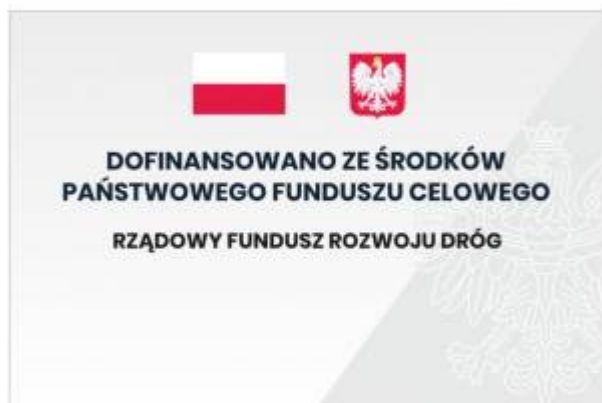 DOFINANSOWANO ZE ŚRODKÓW
PAŃSTWOWEGO FUNDUSZU CELOWEGO
RZĄDOWY FUNDUSZ ROZWOJU DRÓG